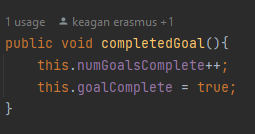 1 usage keagan erasmus +1
public void completedGoal(){
    this.numGoalsComplete++;
    this.goalComplete = true;
}